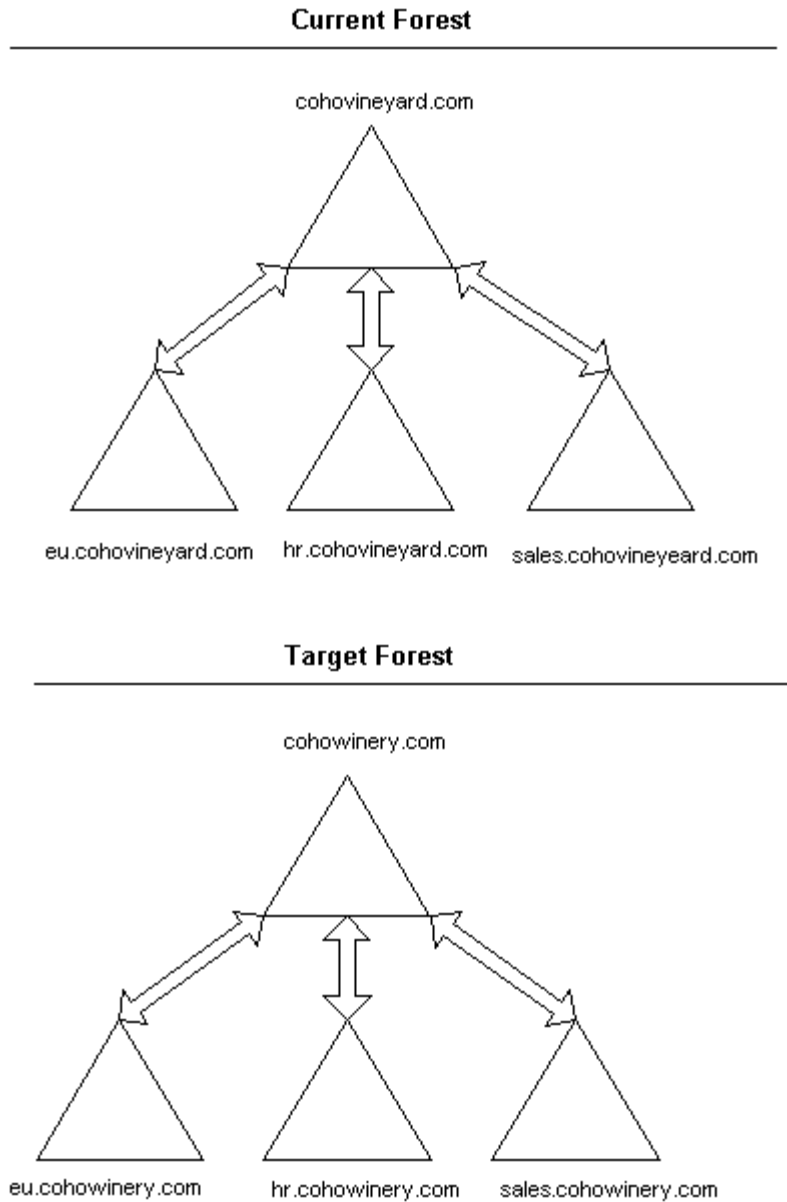 Current Forest
cohovineyard.com
eu.cohovineyard.com
hr.cohovineyard.com
sales.cohovineyeard.com
Target Forest
cohowinery.com
eu.cohowinery.com
hr.cohowinery.com
sales.cohowinery.com